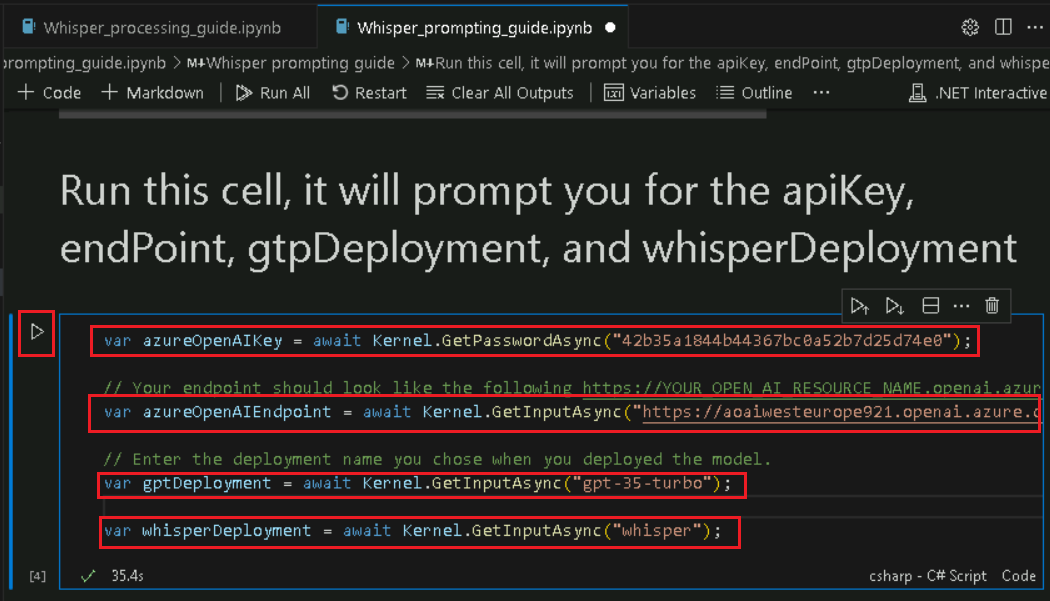 Whisper_processing_guide.ipynb Whisper_prompting_guide.ipynb
prompting_guide.ipynb > M↓Whisper prompting guide > M↓Run this cell, it will prompt you for the apiKey, endPoint, gtpDeployment, and whispe
+ Code + Markdown | Run All Restart Clear All Outputs | Variables Outline ... .NET Interactive
Run this cell, it will prompt you for the apiKey,
endPoint, gtpDeployment, and whisperDeployment
var azureOpenAIKey = await Kernel.GetPasswordAsync("42b35a1844b44367bc0a52b7d25d74e0");
// Your endpoint should look like the following https://YOUR_OPEN_AI_RESOURCE_NAME.openai.azur
var azureOpenAIEndpoint = await Kernel.GetInputAsync("https://aoaiwesteurope921.openai.azure.c
// Enter the deployment name you chose when you deployed the model.
var gptDeployment = await Kernel.GetInputAsync("gpt-35-turbo");
var whisperDeployment = await Kernel.GetInputAsync("whisper");
[4] ✓ 35.4s csharp - C# Script Code